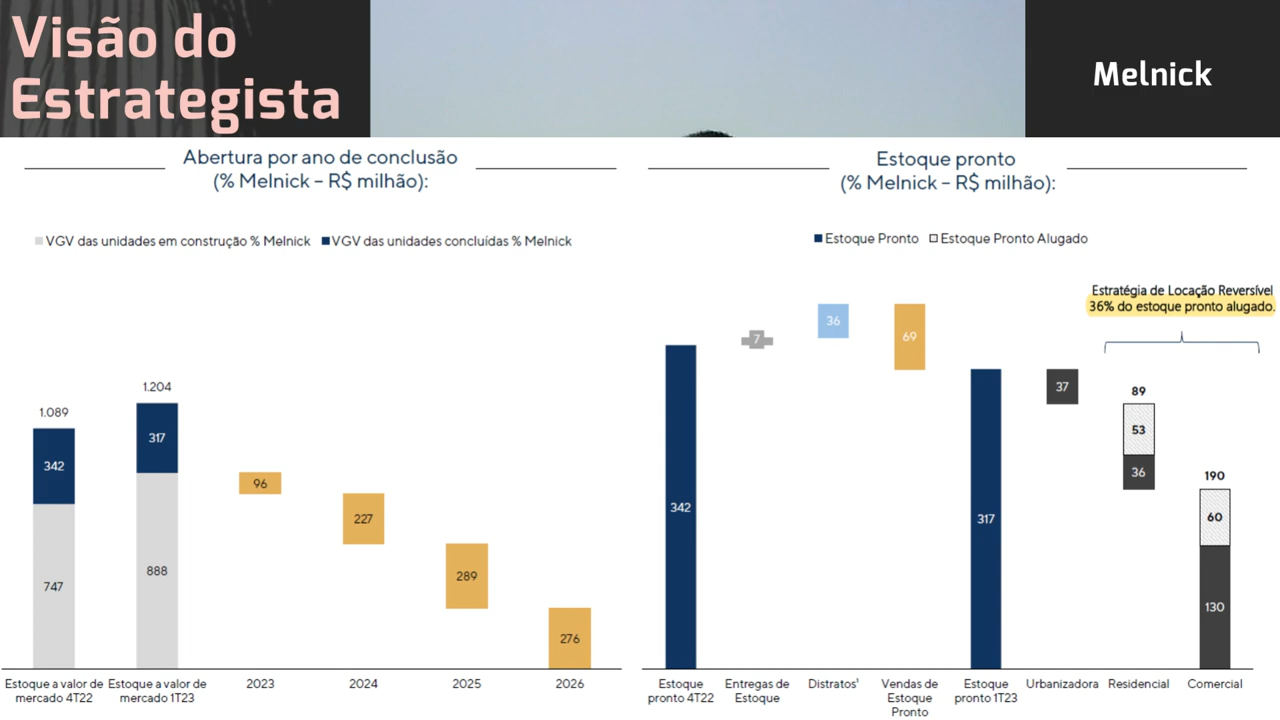 Visão do
Estrategista
Melnick
Abertura por ano de conclusão
(% Melnick – R$ milhão):
VGV das unidades em construção % Melnick
VGV das unidades concluídas % Melnick
1.089
342
747
1.204
317
888
96
227
289
276
Estoque a valor de
mercado 4T22
Estoque a valor de
mercado 1T23
2023
2024
2025
2026
Estoque pronto
(% Melnick – R$ milhão):
Estoque Pronto
Estoque Pronto Alugado
Estratégia de Locação Reversível
36% do estoque pronto alugado.
342
7
36
69
317
37
89
53
36
190
60
130
Estoque
pronto 4T22
Entregas de
Estoque
Distratos¹
Vendas de
Estoque
Pronto
Estoque
pronto 1T23
Urbanizadora
Residencial
Comercial